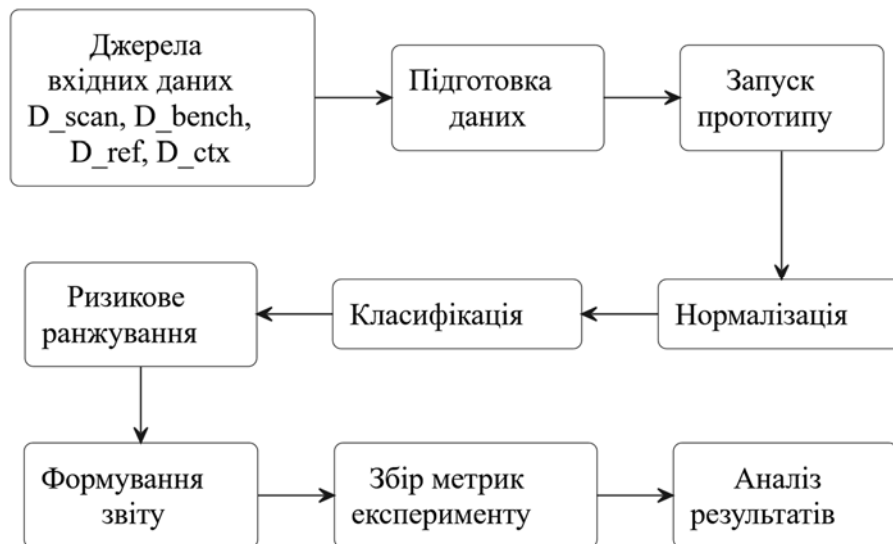 Джерела
вхідних даних
D_scan, D_bench,
D_ref, D_ctx
Підготовка
даних
Запуск
прототипу
Нормалізація
Класифікація
Ризикове
ранжування
Формування
звіту
Збір метрик
експерименту
Аналіз
результатів